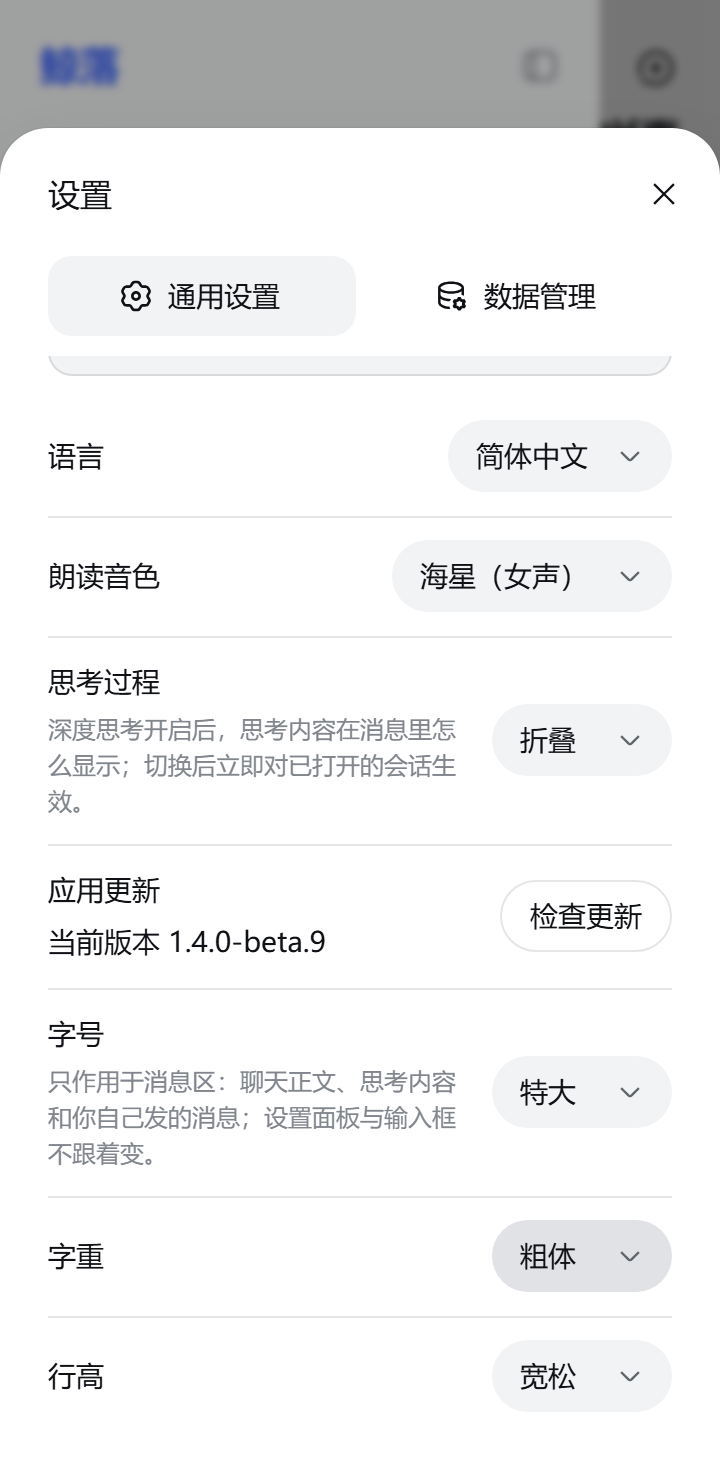 鲸落
设置
通用设置
数据管理
语言
简体中文
朗读音色
海星（女声）
思考过程
深度思考开启后，思考内容在消息里怎
么显示；切换后立即对已打开的会话生
效。
折叠
应用更新
当前版本 1.4.0-beta.9
检查更新
字号
只作用于消息区：聊天正文、思考内容
和你自己发的消息；设置面板与输入框
不跟着变。
特大
字重
粗体
行高
宽松